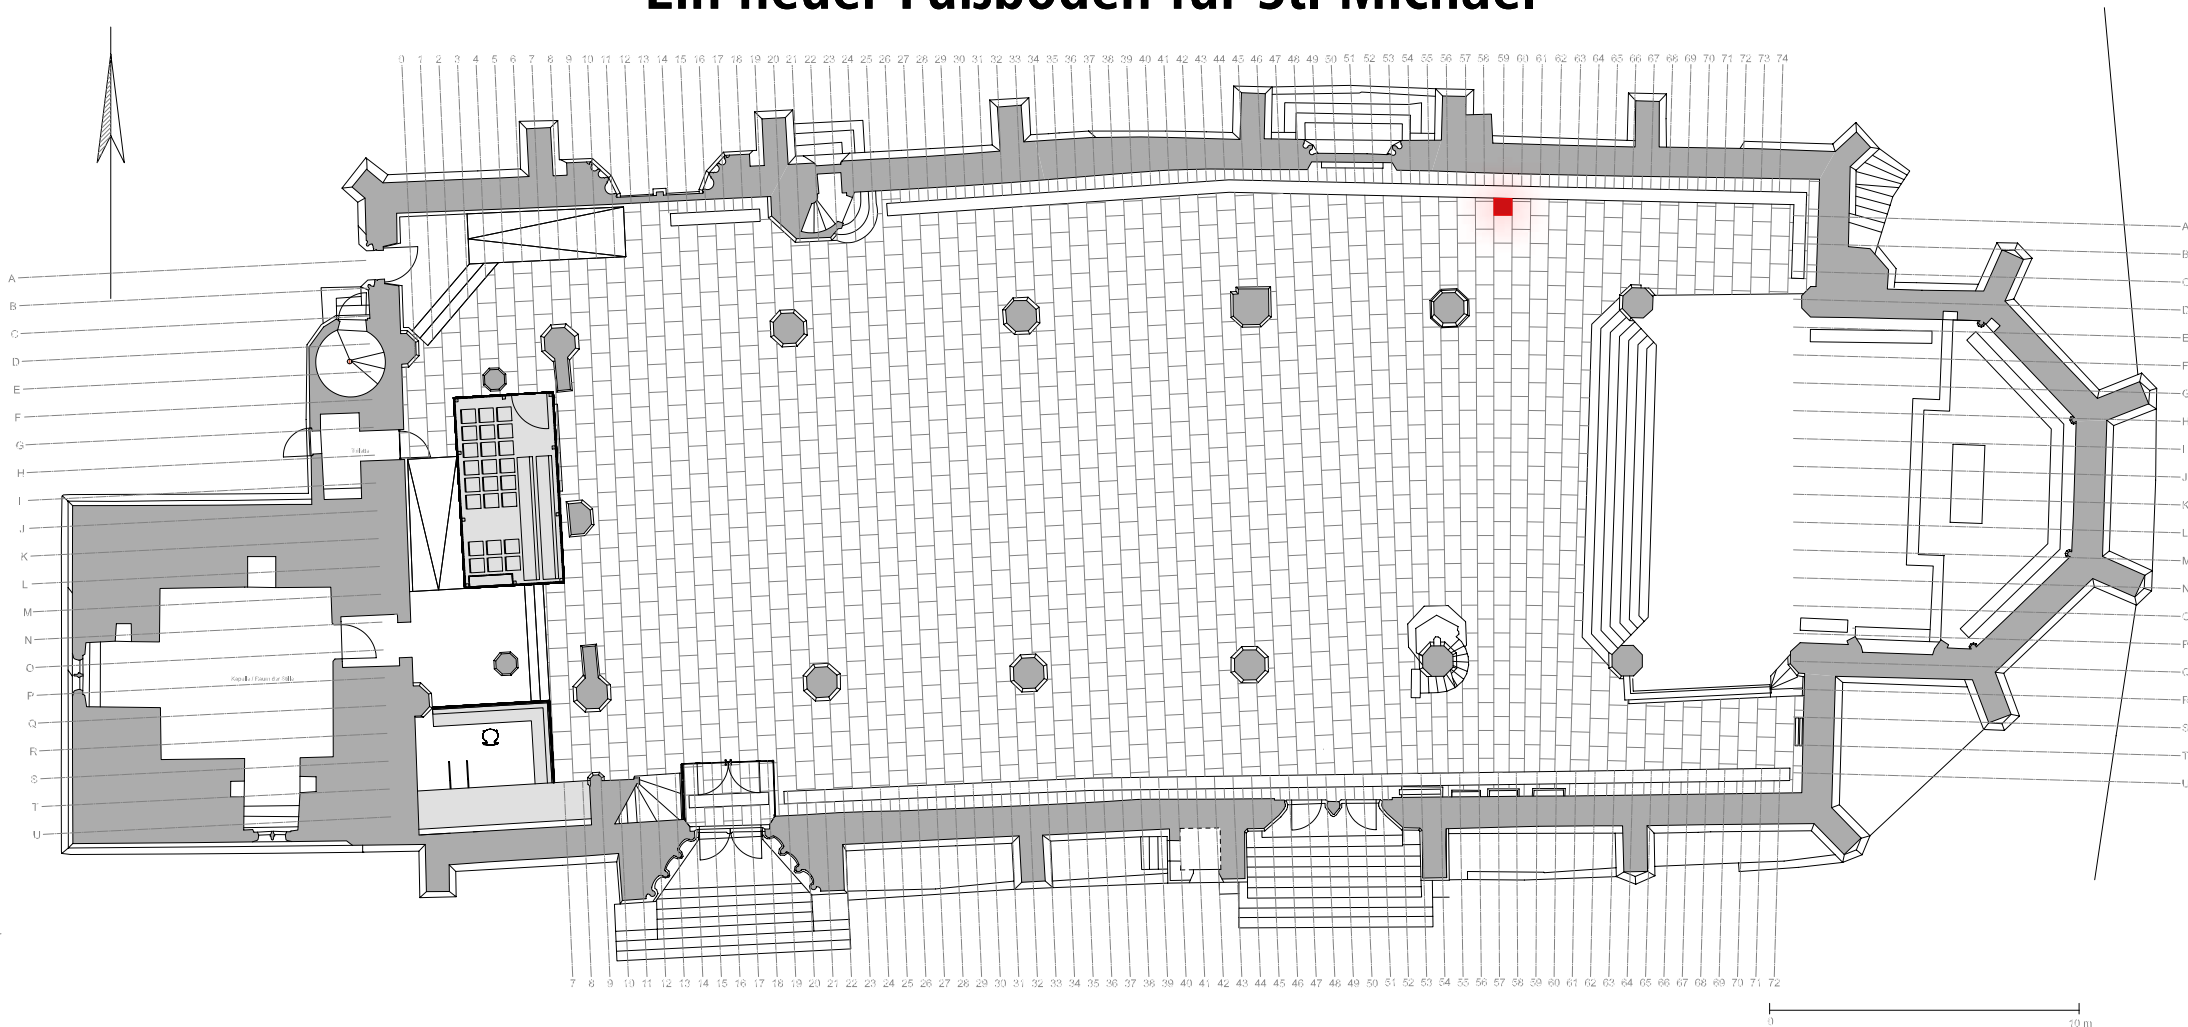 Ein neuer Fußboden für St. Michael
0 1 2 3 4 5 6 7 8 9 10 11 12 13 14 15 16 17 18 19 20 21 22 23 24 25 26 27 28 29 30 31 32 33 34 35 36 37 38 39 40 41 42 43 44 45 46 47 48 49 50 51 52 53 54 55 56 57 58 59 60 61 62 63 64 65 66 67 68 69 70 71 72 73 74
A
B
C
D
E
F
G
H
I
J
K
L
M
N
O
P
Q
R
S
T
U
A
B
C
D
E
F
G
H
I
J
K
L
M
N
O
P
Q
R
S
T
U
7 8 9 10 11 12 13 14 15 16 17 18 19 20 21 22 23 24 25 26 27 28 29 30 31 32 33 34 35 36 37 38 39 40 41 42 43 44 45 46 47 48 49 50 51 52 53 54 55 56 57 58 59 60 61 62 63 64 65 66 67 68 69 70 71 72
0 10 m